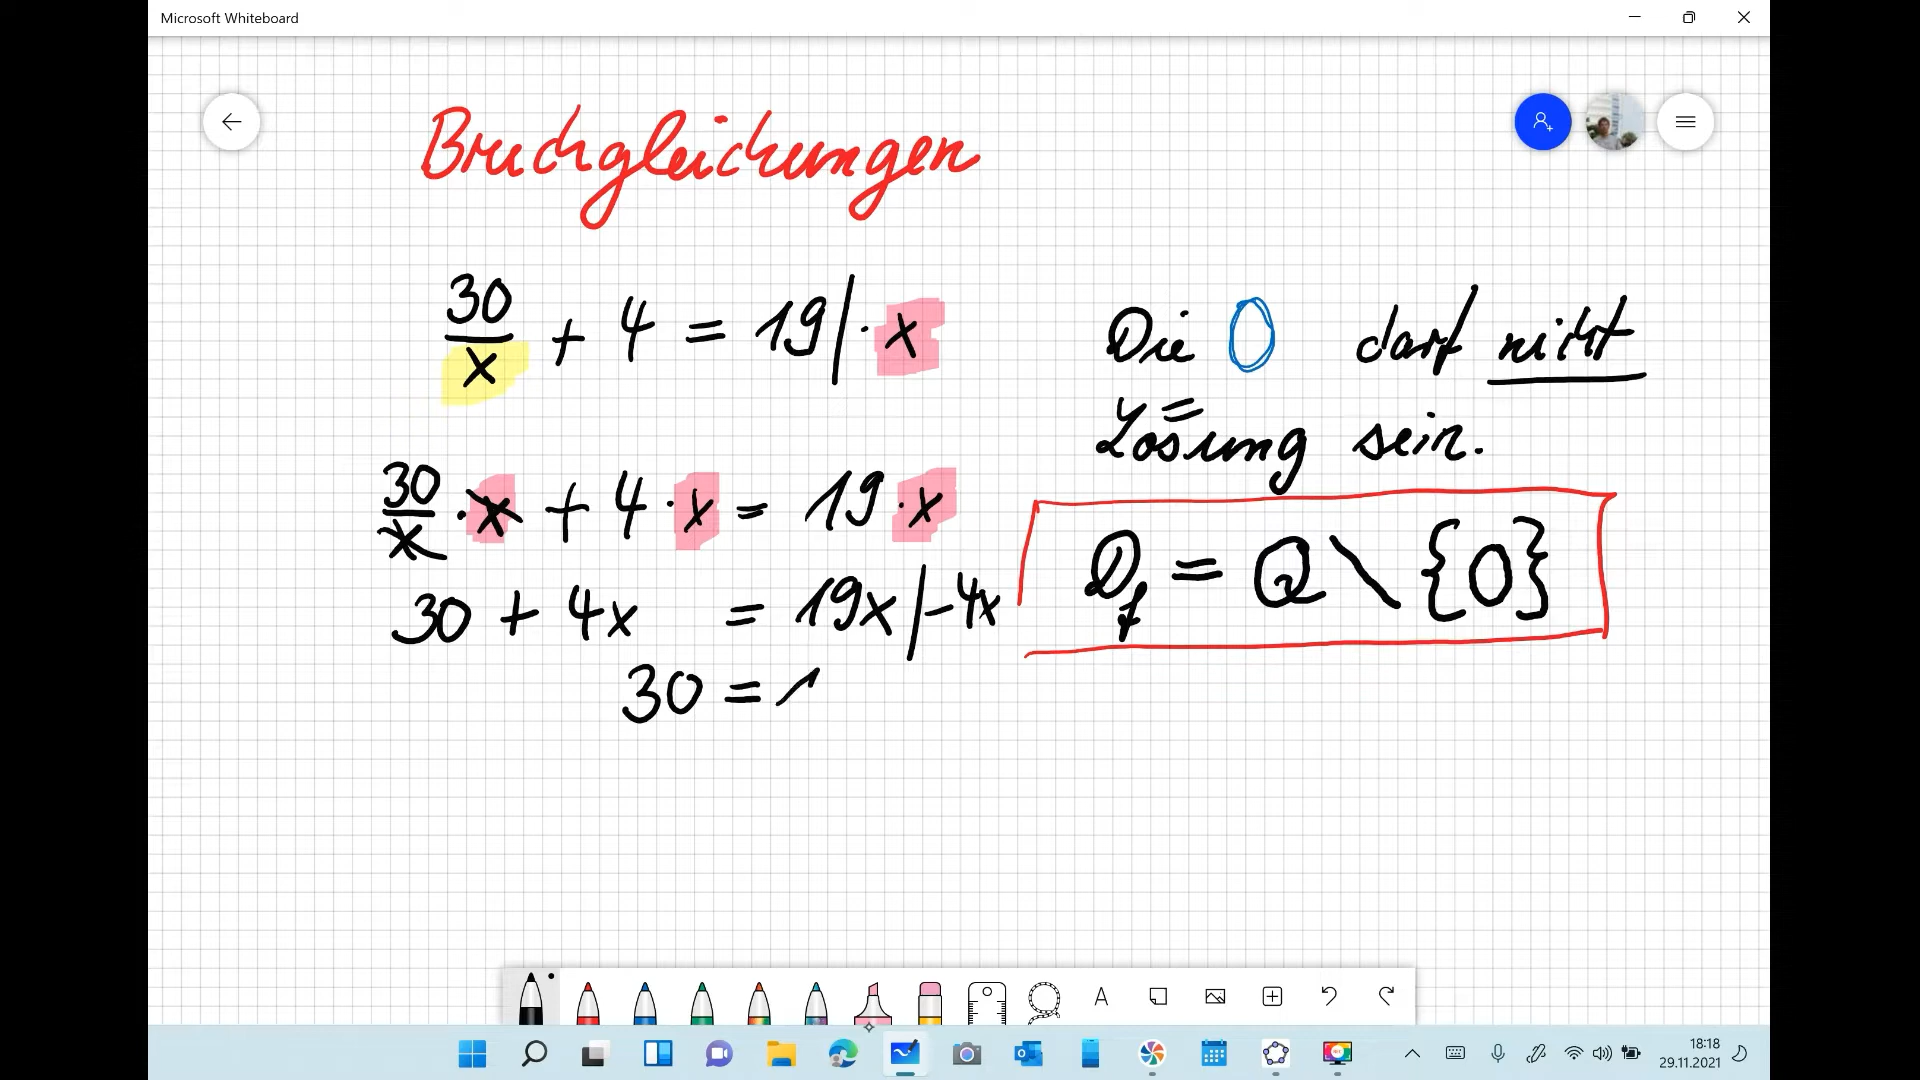 Microsoft Whiteboard
Bruchgleichungen
30/x + 4 = 19 | · x
30/x · x + 4 · x = 19 · x
30 + 4x = 19x | - 4x
30 = 1
Die 0 darf nicht
Lösung sein.
D_f = Q \ {0}
A
18:18
29.11.2021